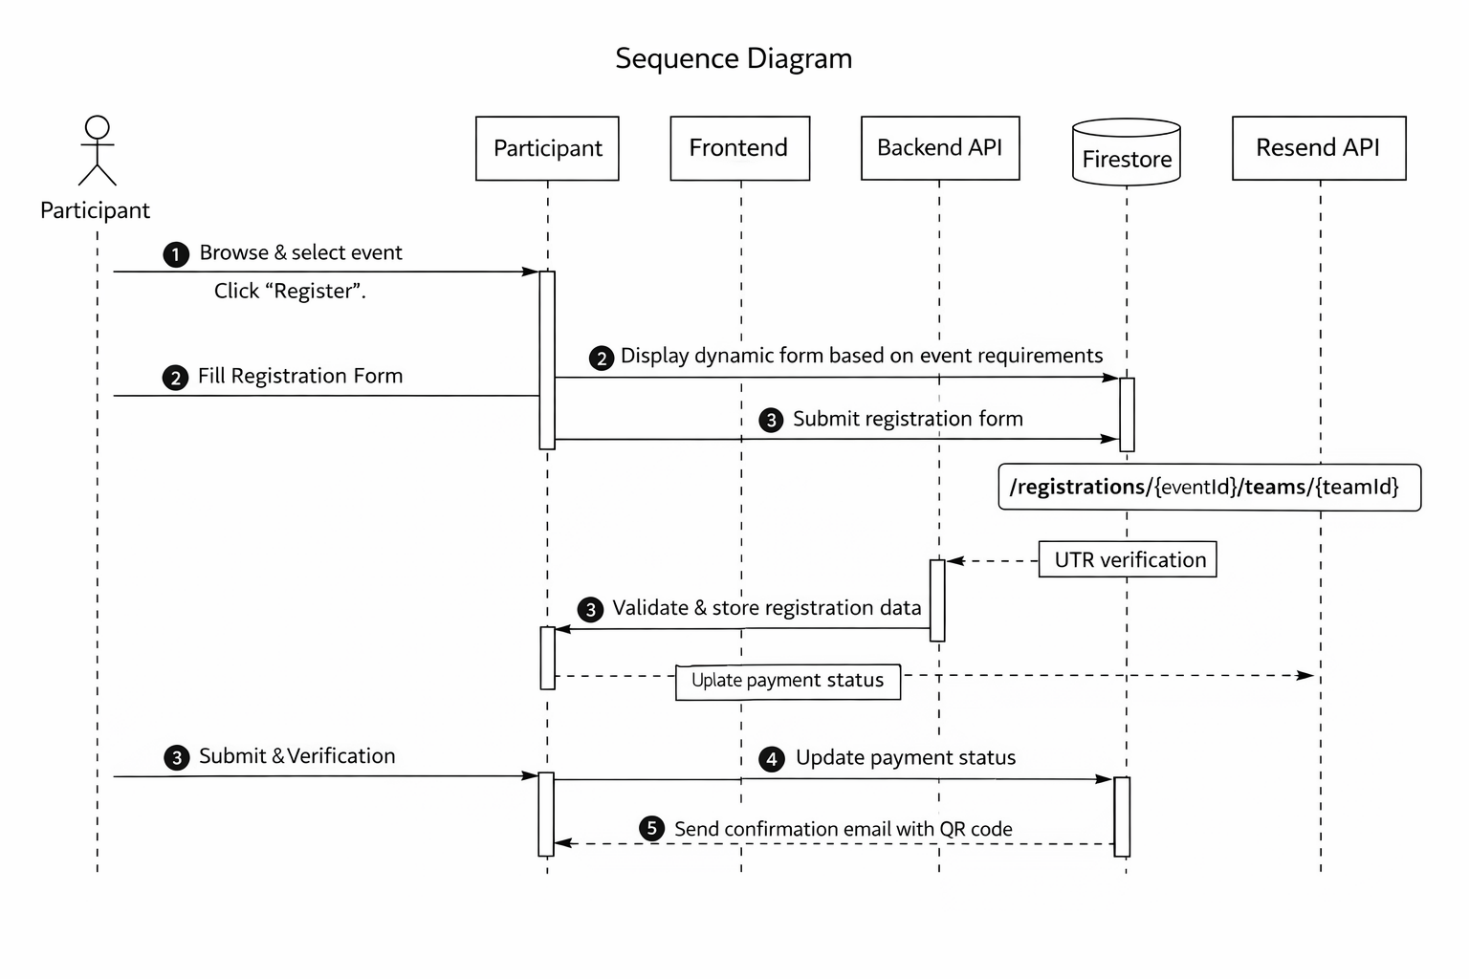 Sequence Diagram
Participant
Participant
Frontend
Backend API
Firestore
Resend API
1 Browse & select event
Click “Register”.
2 Display dynamic form based on event requirements
2 Fill Registration Form
3 Submit registration form
/registrations/{eventId}/teams/{teamId}
UTR verification
3 Validate & store registration data
Uplate payment status
3 Submit & Verification
4 Update payment status
5 Send confirmation email with QR code